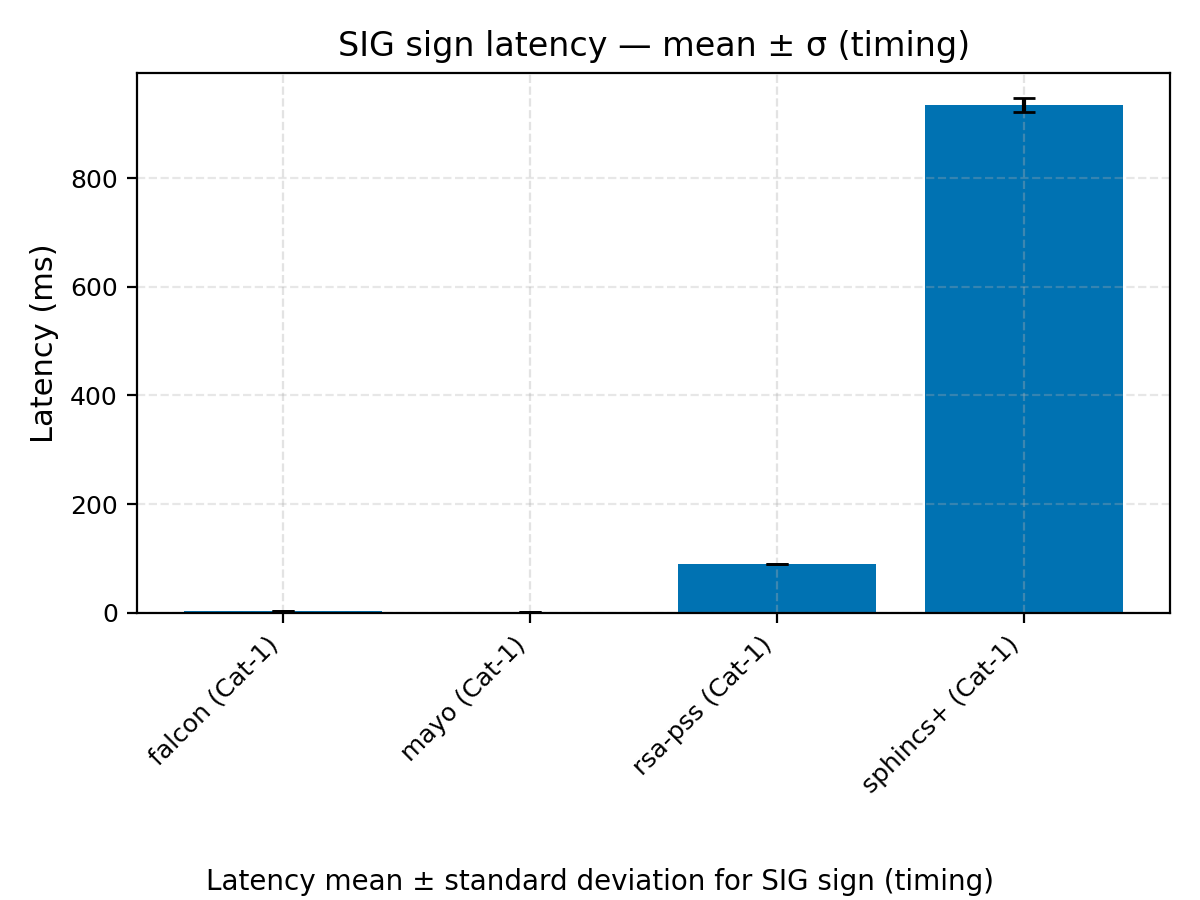 SIG sign latency — mean ± σ (timing)
Latency (ms)
800
600
400
200
0
falcon (Cat-1)
mayo (Cat-1)
rsa-pss (Cat-1)
sphincs+ (Cat-1)
Latency mean ± standard deviation for SIG sign (timing)